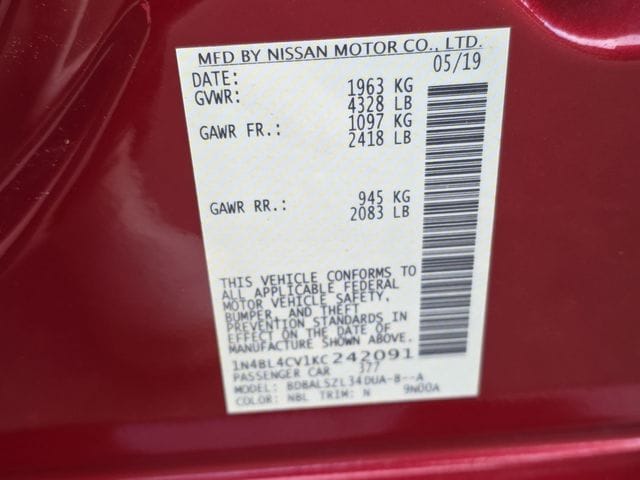 MFD BY NISSAN MOTOR CO., LTD.
DATE: 05/19
GVWR: 1963 KG
4328 LB
GAWR FR.: 1097 KG
2418 LB
GAWR RR.: 945 KG
2083 LB
THIS VEHICLE CONFORMS TO
ALL APPLICABLE FEDERAL
MOTOR VEHICLE SAFETY,
BUMPER, AND THEFT
PREVENTION STANDARDS IN
EFFECT ON THE DATE OF
MANUFACTURE SHOWN ABOVE.
1N4BL4CV1KC242091
PASSENGER CAR 377
MODEL: BDBALSZL34DUA-B--A
COLOR: NBL TRIM: N 9N00A